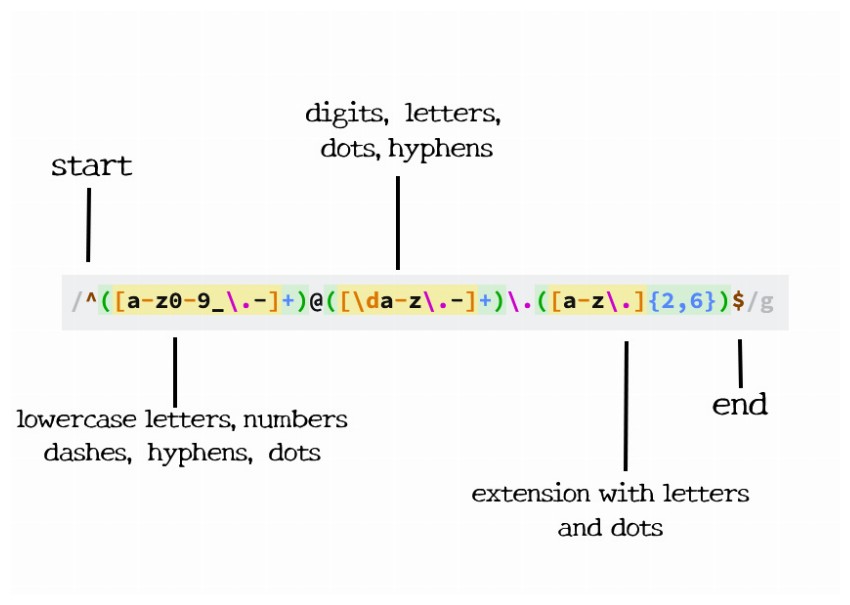 digits, letters,
dots, hyphens
start
/^([a-z0-9_\.-]+)@([\da-z\.-]+)\.([a-z\.]{2,6})$/g
lowercase letters, numbers
dashes, hyphens, dots
end
extension with letters
and dots